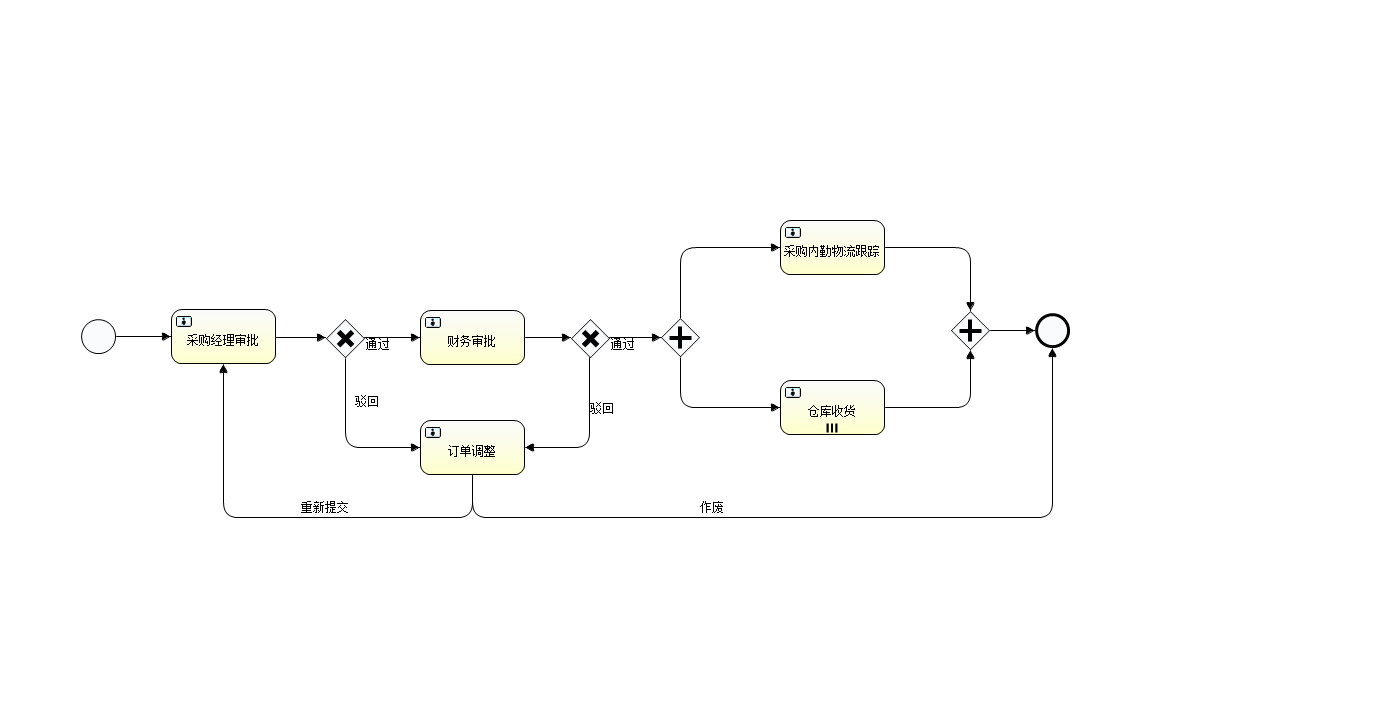 采购内勤物流跟踪
采购经理审批
通过
财务审批
通过
驳回
驳回
仓库收货
订单调整
重新提交
作废